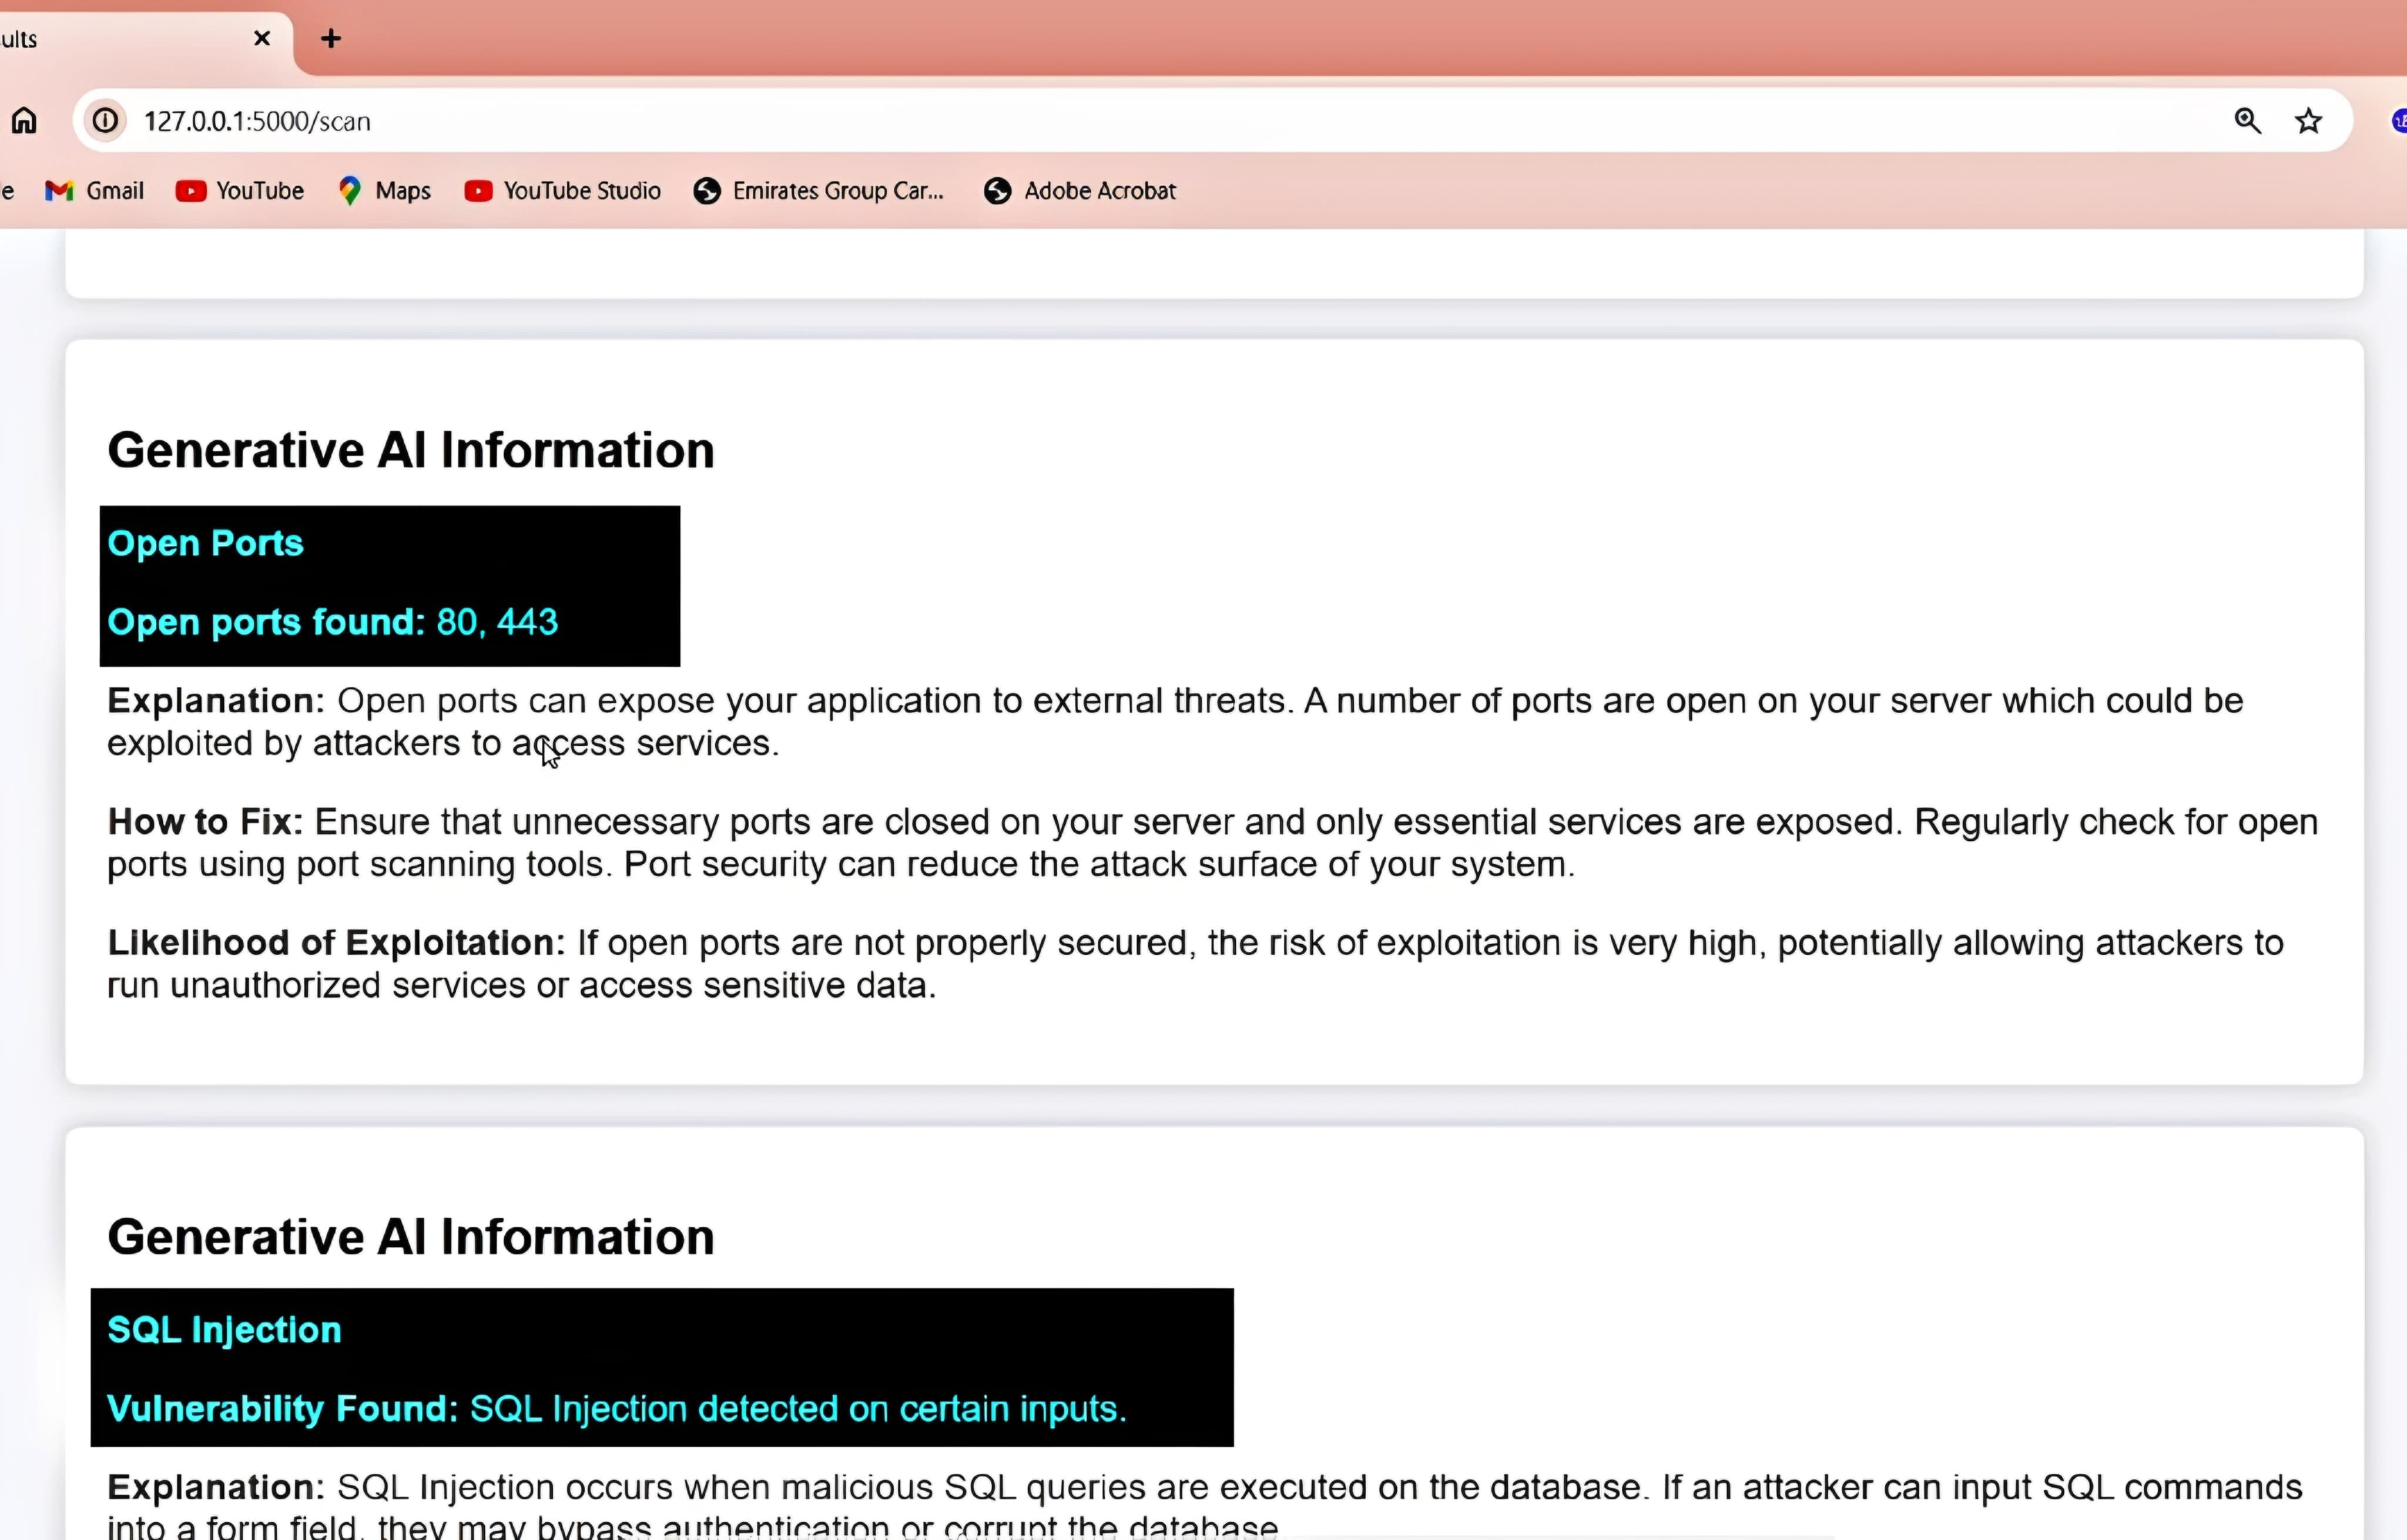 ults
127.0.0.1:5000/scan
e Gmail YouTube Maps YouTube Studio Emirates Group Car... Adobe Acrobat
Generative AI Information
Open Ports
Open ports found: 80, 443
Explanation: Open ports can expose your application to external threats. A number of ports are open on your server which could be
exploited by attackers to access services.
How to Fix: Ensure that unnecessary ports are closed on your server and only essential services are exposed. Regularly check for open
ports using port scanning tools. Port security can reduce the attack surface of your system.
Likelihood of Exploitation: If open ports are not properly secured, the risk of exploitation is very high, potentially allowing attackers to
run unauthorized services or access sensitive data.
Generative AI Information
SQL Injection
Vulnerability Found: SQL Injection detected on certain inputs.
Explanation: SQL Injection occurs when malicious SQL queries are executed on the database. If an attacker can input SQL commands
into a form field, they may bypass authentication or corrupt the database